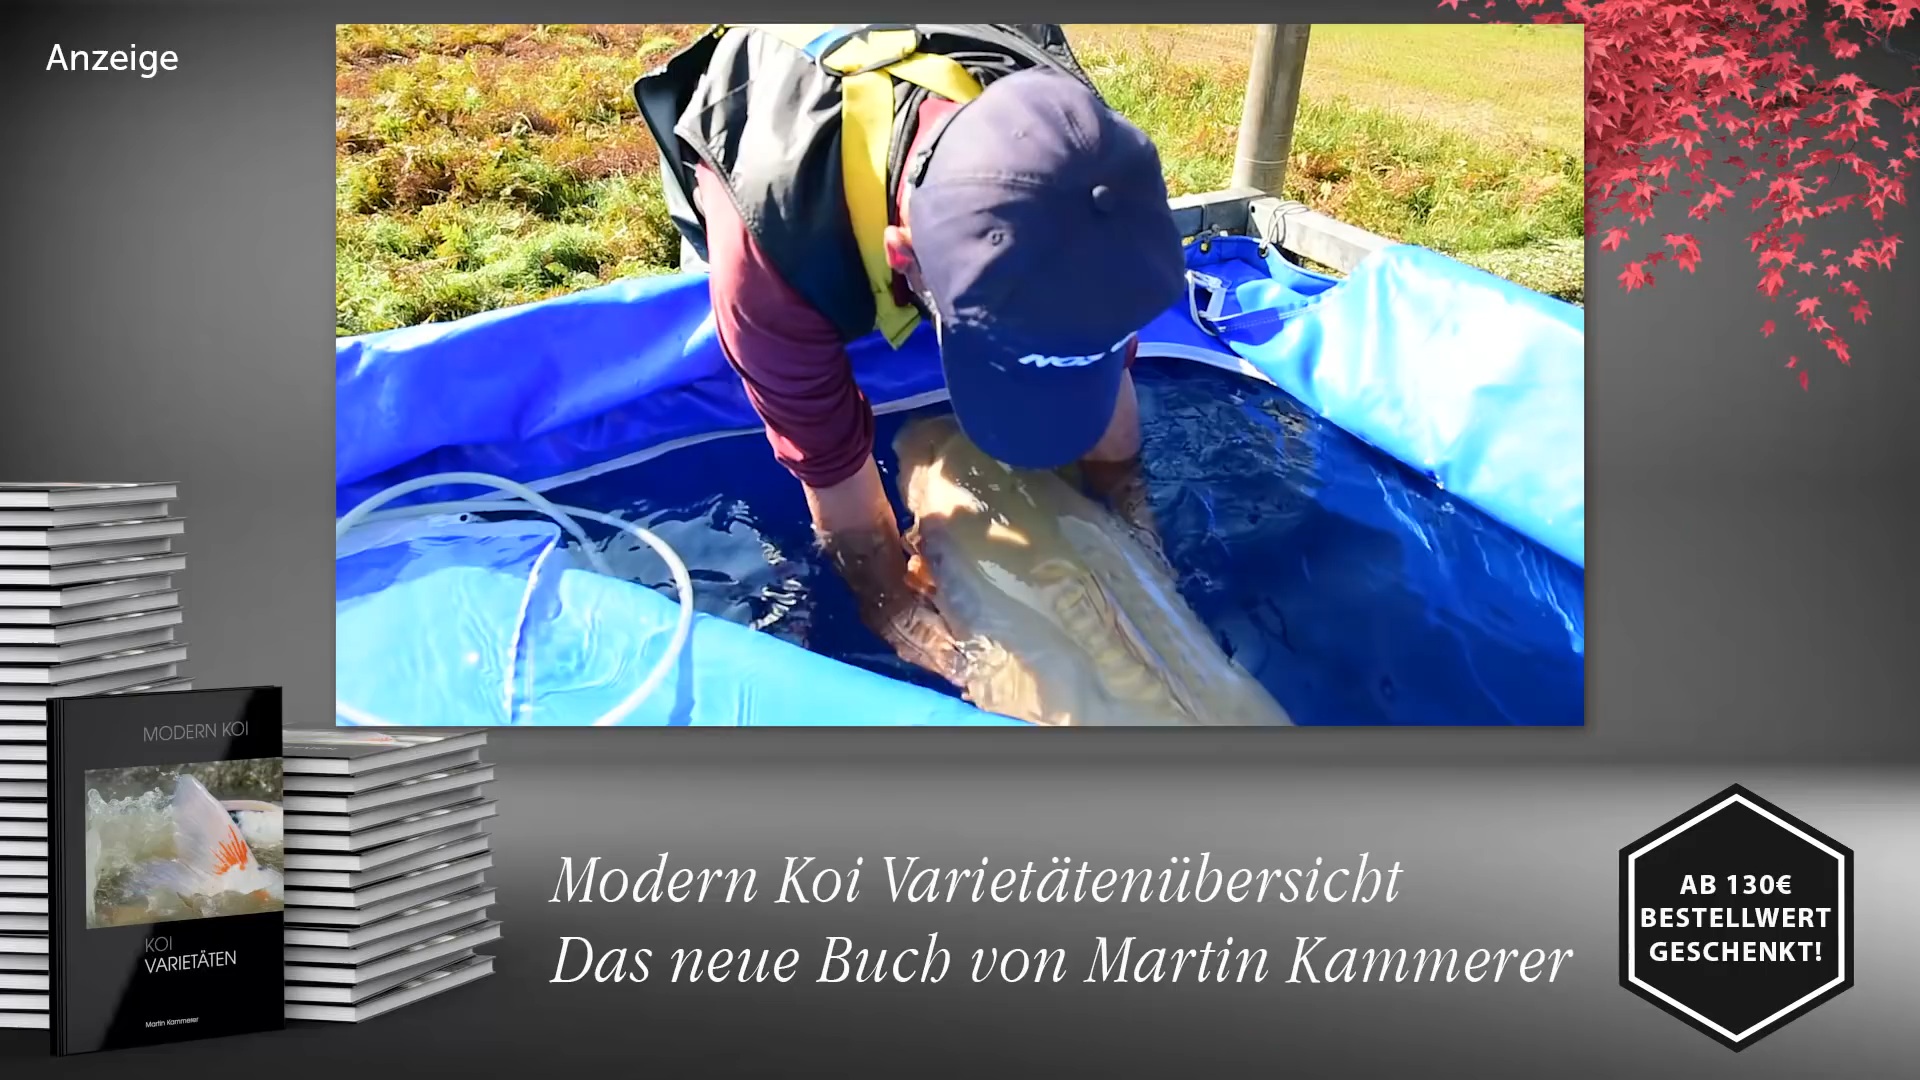 Anzeige
MODERN KOI
KOI
VARIETÄTEN
Martin Kammerer
Modern Koi Varietätenübersicht
Das neue Buch von Martin Kammerer
AB 130€
BESTELLWERT
GESCHENKT!